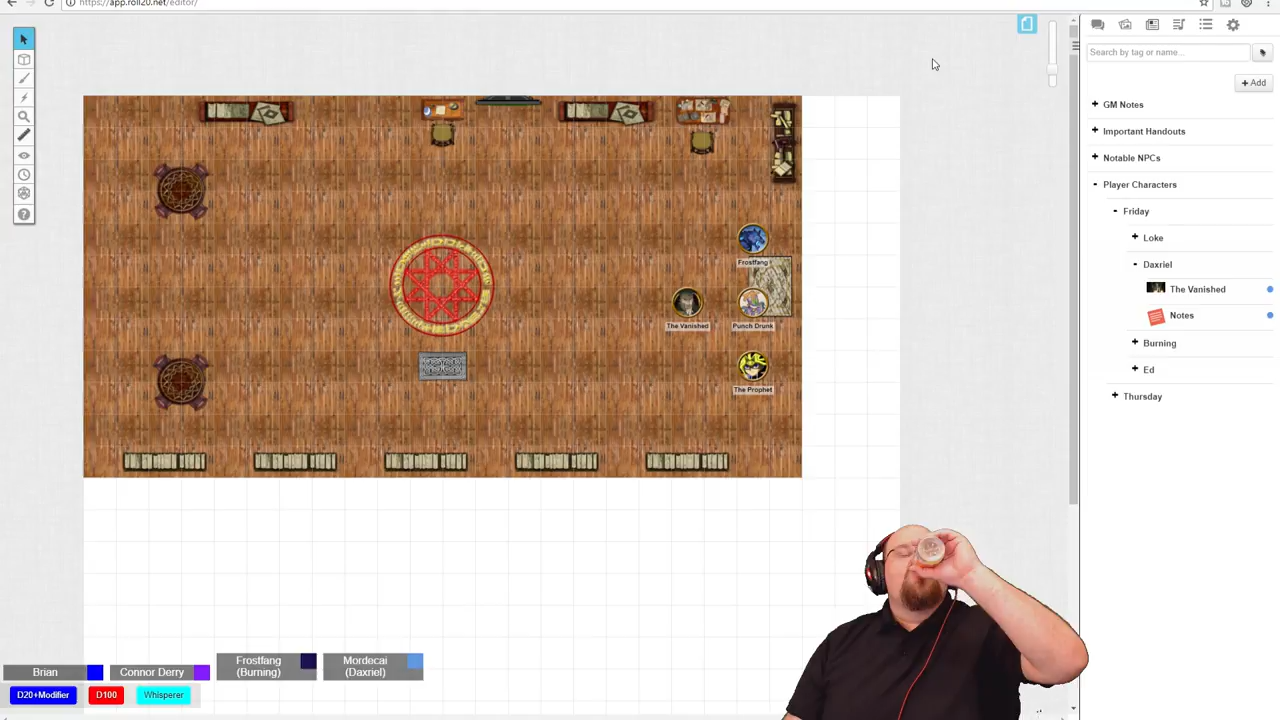 https://app.roll20.net/editor/
Search by tag or name...
+ Add
+ GM Notes
+ Important Handouts
+ Notable NPCs
- Player Characters
- Friday
+ Loke
- Daxriel
The Vanished
Notes
+ Burning
+ Ed
+ Thursday
Frostfang
The Vanished
Punch Drunk
The Prophet
Brian
Connor Derry
Frostfang
(Burning)
Mordecai
(Daxriel)
D20+Modifier
D100
Whisperer